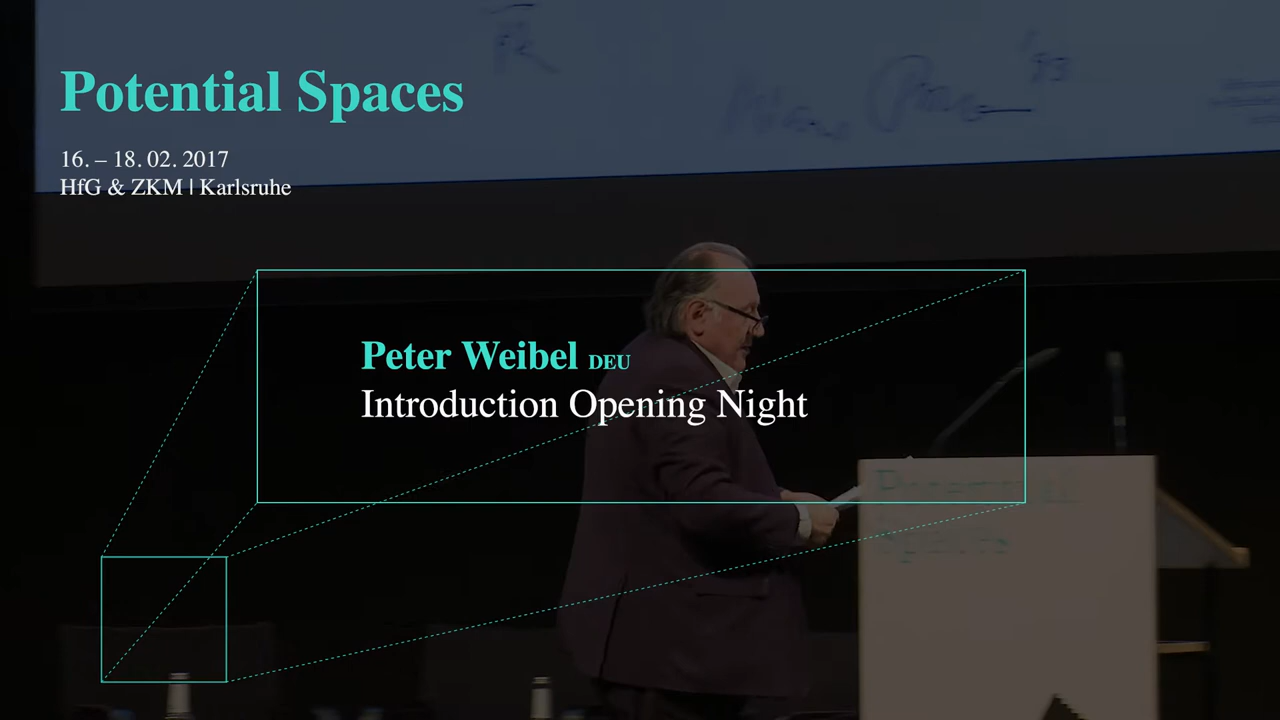 Potential Spaces
16. – 18. 02. 2017
HfG & ZKM | Karlsruhe
Peter Weibel DEU
Introduction Opening Night